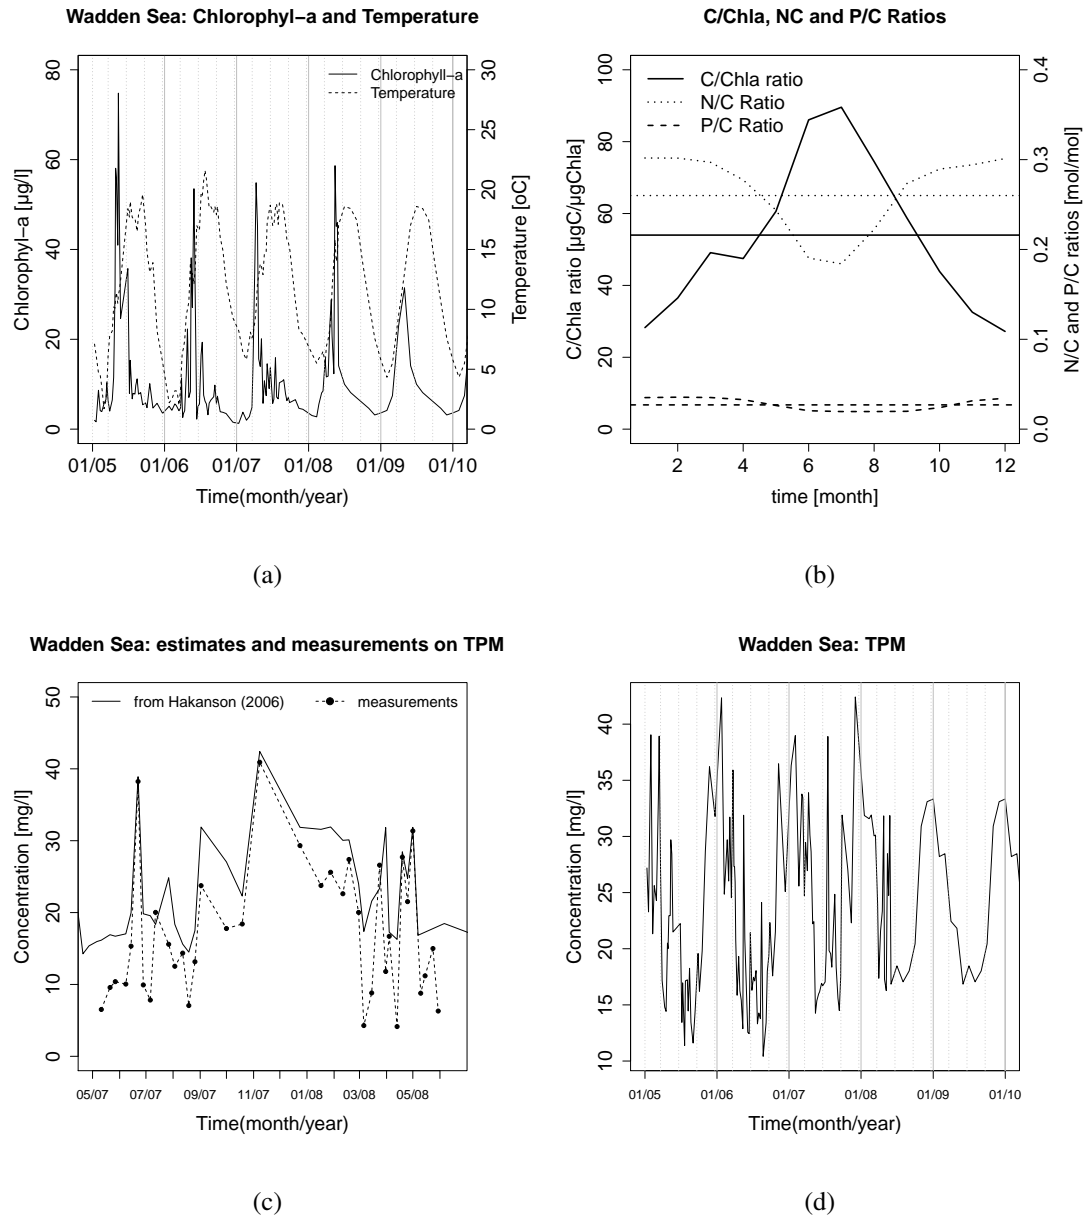 Wadden Sea: Chlorophyl−a and Temperature
Chlorophyll−a
Temperature
Chlorophyl−a [µg/l]
0
20
40
60
80
Temperature [oC]
0
5
10
15
20
25
30
01/05 01/06 01/07 01/08 01/09 01/10
Time(month/year)
(a)
C/Chla, NC and P/C Ratios
C/Chla ratio
N/C Ratio
P/C Ratio
C/Chla ratio [µgC/µgChla]
0
20
40
60
80
100
N/C and P/C ratios [mol/mol]
0.0
0.1
0.2
0.3
0.4
2 4 6 8 10 12
time [month]
(b)
Wadden Sea: estimates and measurements on TPM
from Hakanson (2006) measurements
Concentration [mg/l]
0
10
20
30
40
50
05/07 07/07 09/07 11/07 01/08 03/08 05/08
Time(month/year)
(c)
Wadden Sea: TPM
Concentration [mg/l]
10
15
20
25
30
35
40
01/05 01/06 01/07 01/08 01/09 01/10
Time(month/year)
(d)